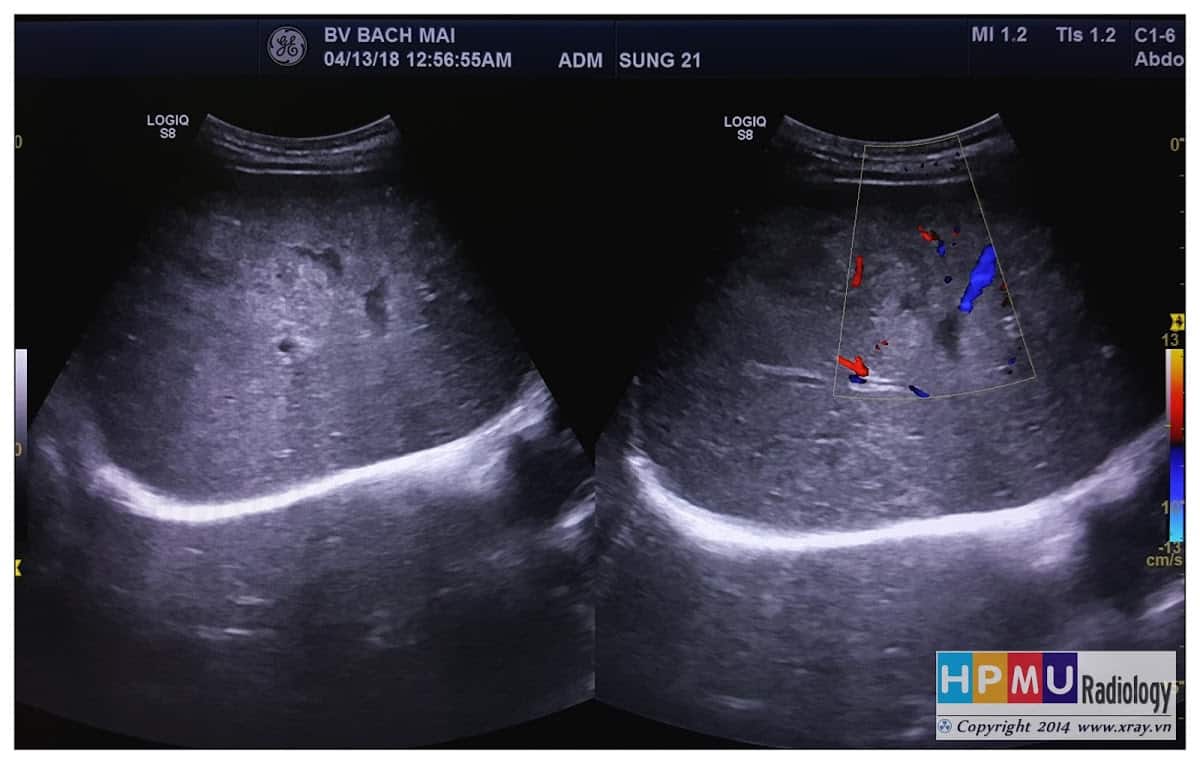 BV BACH MAI
04/13/18 12:56:55AM
ADM
SUNG 21
MI 1.2
TIs 1.2
C1-6
Abdo
LOGIQ
S8
LOGIQ
S8
0
0"
13
-13
cm/s
HPMU Radiology
Copyright 2014 www.xray.vn